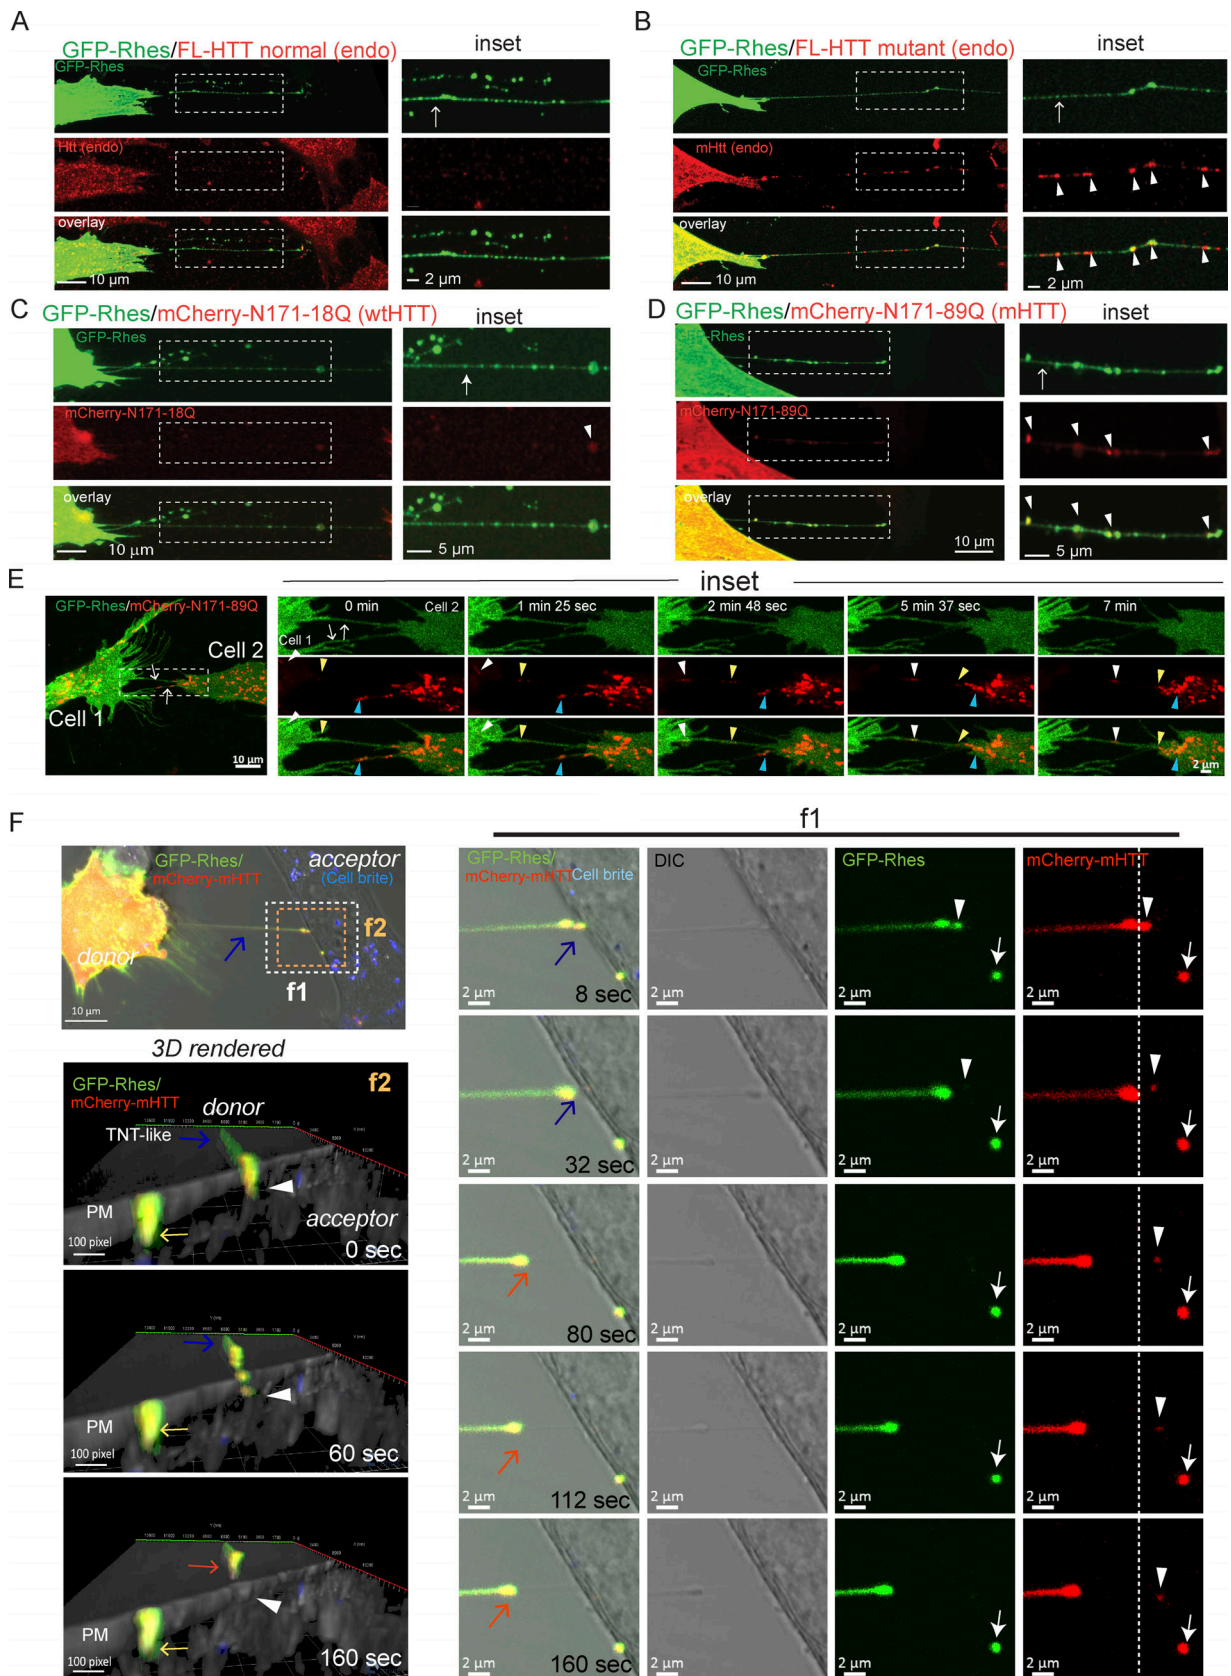 A
GFP-Rhes/FL-HTT normal (endo)
inset
GFP-Rhes
Htt (endo)
overlay
10 µm
2 µm
B
GFP-Rhes/FL-HTT mutant (endo)
inset
GFP-Rhes
mHtt (endo)
overlay
10 µm
2 µm
C
GFP-Rhes/mCherry-N171-18Q (wtHTT)
inset
GFP-Rhes
mCherry-N171-18Q
overlay
10 µm
5 µm
D
GFP-Rhes/mCherry-N171-89Q (mHTT)
inset
GFP-Rhes
mCherry-N171-89Q
overlay
10 µm
5 µm
E
inset
GFP-Rhes/mCherry-N171-89Q
Cell 2
Cell 1
10 µm
0 min
Cell 2
Cell 1
1 min 25 sec
2 min 48 sec
5 min 37 sec
7 min
2 µm
F
GFP-Rhes/
mCherry-mHTT
acceptor
(Cell brite)
donor
f2
f1
10 µm
3D rendered
GFP-Rhes/
mCherry-mHTT
f2
donor
TNT-like
PM
acceptor
100 pixel
0 sec
PM
100 pixel
60 sec
PM
100 pixel
160 sec
f1
GFP-Rhes/
mCherry-mHTT
Cell brite
DIC
GFP-Rhes
mCherry-mHTT
2 µm
8 sec
2 µm
2 µm
2 µm
2 µm
32 sec
2 µm
2 µm
2 µm
2 µm
80 sec
2 µm
2 µm
2 µm
2 µm
112 sec
2 µm
2 µm
2 µm
2 µm
160 sec
2 µm
2 µm
2 µm